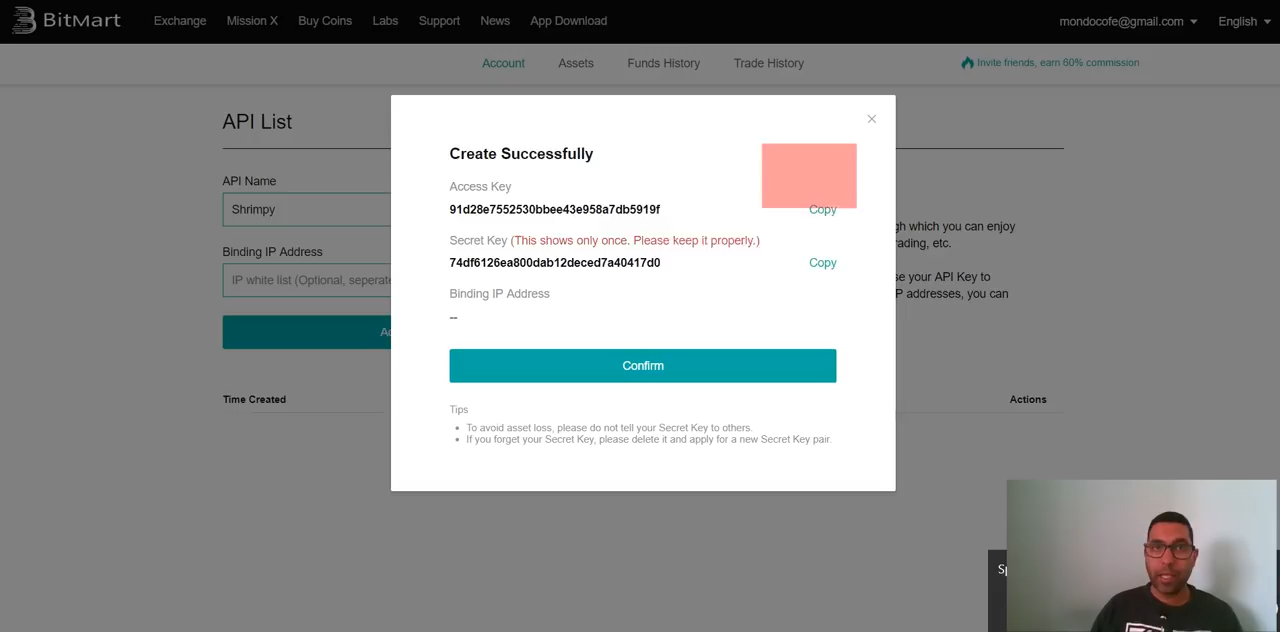 BitMart
Exchange Mission X Buy Coins Labs Support News App Download mondocofe@gmail.com English
Account Assets Funds History Trade History Invite friends, earn 60% commission
API List
Create Successfully
API Name
Access Key
Shrimpy
91d28e7552530bbee43e958a7db5919f Copy
gh which you can enjoy
rading, etc.
Secret Key (This shows only once. Please keep it properly.)
Binding IP Address
74df6126ea800dab12deced7a40417d0 Copy
IP white list (Optional, seperate
se your API Key to
P addresses, you can
Binding IP Address
--
Confirm
Time Created Actions
Tips
To avoid asset loss, please do not tell your Secret Key to others.
If you forget your Secret Key, please delete it and apply for a new Secret Key pair.